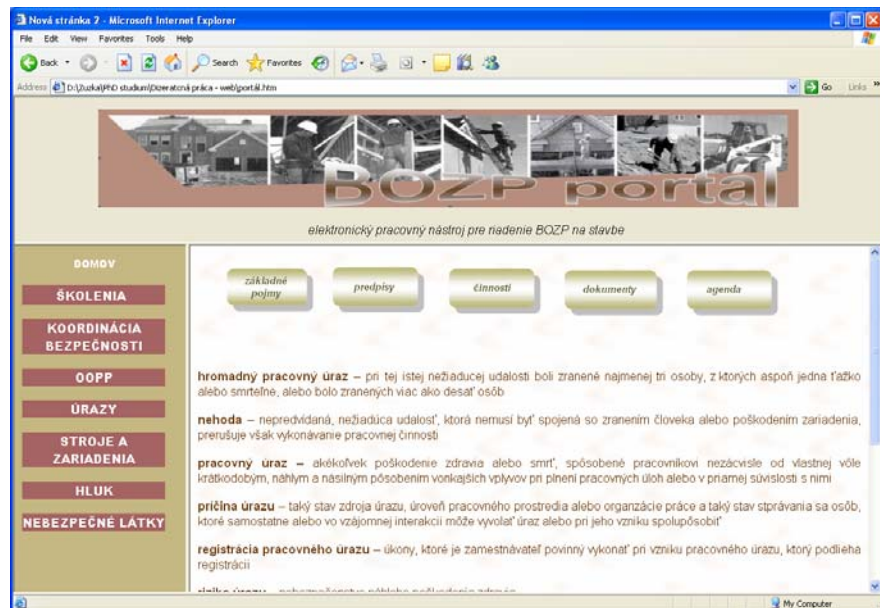 Nová stránka 2 - Microsoft Internet Explorer
File Edit View Favorites Tools Help
Back Search Favorites
Address D:\Zuzka\PhD studium\Dizeratcná práca - web\portál.htm Go Links
BOZP portal
elektronický pracovný nástroj pre riadenie BOZP na stavbe
DOMOV
ŠKOLENIA
KOORDINÁCIA
BEZPEČNOSTI
OOPP
ÚRAZY
STROJE A
ZARIADENIA
HLUK
NEBEZPEČNÉ LÁTKY
základné
pojmy
predpisy
činnosti
dokumenty
agenda
hromadný pracovný úraz – pri tej istej nežiaducej udalosti boli zranené najmenej tri osoby, z ktorých aspoň jedna ťažko
alebo smrteľne, alebo bolo zranených viac ako desať osôb
nehoda – nepredvídaná, nežiadúca udalosť, ktorá nemusí byť spojená so zranením človeka alebo poškodením zariadenia,
prerušuje však vykonávanie pracovnej činnosti
pracovný úraz – akékoľvek poškodenie zdravia alebo smrť, spôsobené pracovníkovi nezácvisle od vlastnej vôle
krátkodobým, náhlym a násilným pôsobením vonkajších vplyvov pri plnení pracovných úloh alebo v priamej súvislosti s nimi
príčina úrazu – taký stav zdroja úrazu, úroveň pracovného prostredia alebo organzácie práce a taký stav stprávania sa osôb,
ktoré samostatne alebo vo vzájomnej interakcii môže vyvolať úraz alebo pri jeho vzniku spolupôsobiť
registrácia pracovného úrazu – úkony, ktoré je zamestnávateľ povinný vykonať pri vzniku pracovného úrazu, ktorý podlieha
registrácii
My Computer